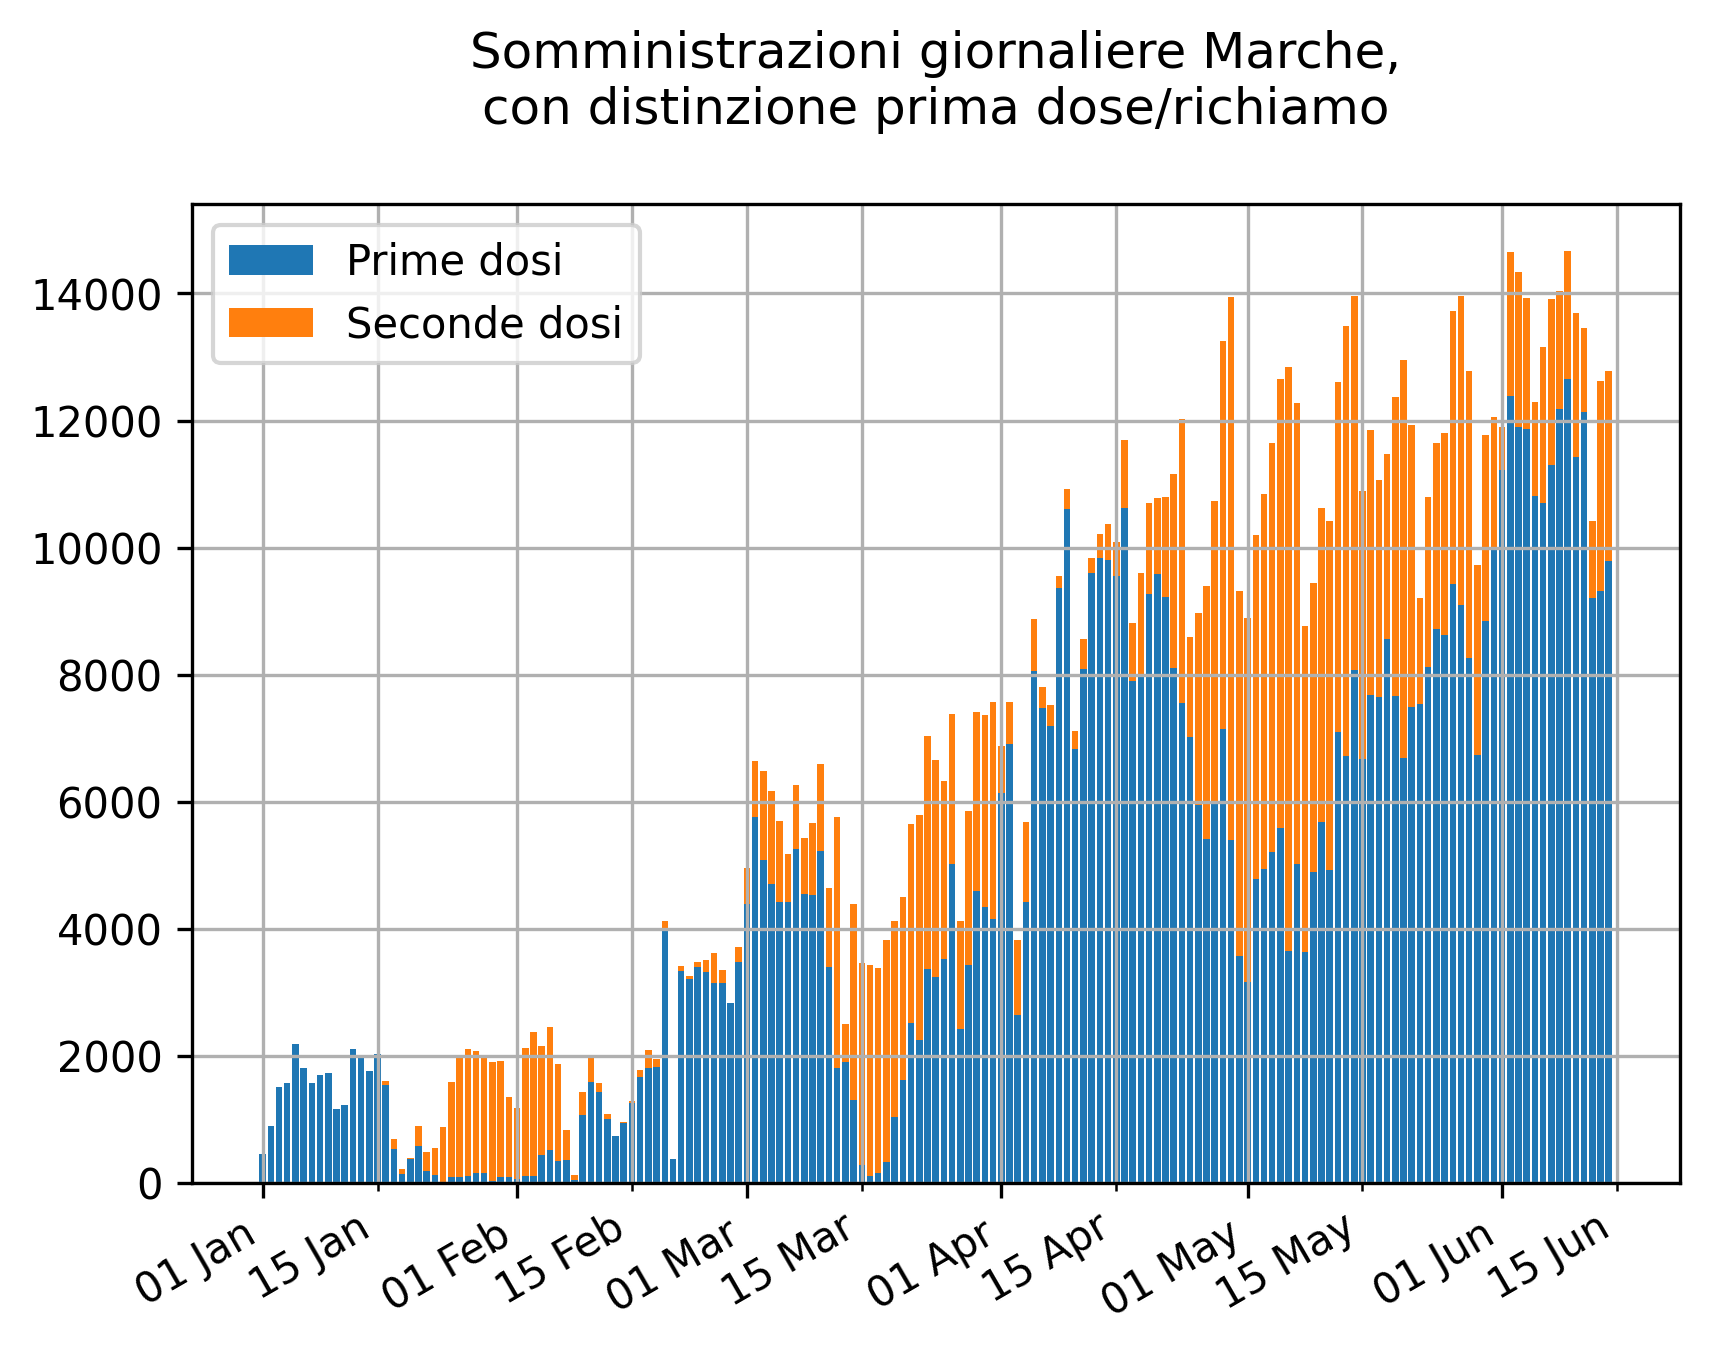 Somministrazioni giornaliere Marche,
con distinzione prima dose/richiamo
Prime dosi
Seconde dosi
14000
12000
10000
8000
6000
4000
2000
0
01 Jan
15 Jan
01 Feb
15 Feb
01 Mar
15 Mar
01 Apr
15 Apr
01 May
15 May
01 Jun
15 Jun